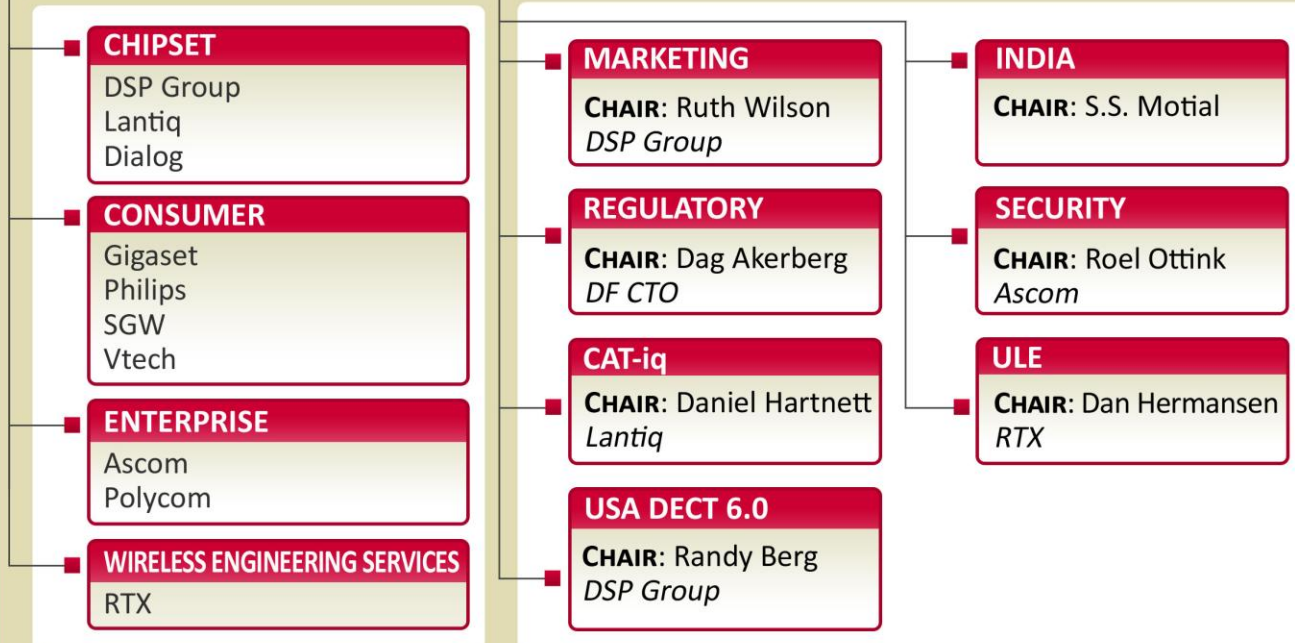 CHIPSET
DSP Group
Lantiq
Dialog
CONSUMER
Gigaset
Philips
SGW
Vtech
ENTERPRISE
Ascom
Polycom
WIRELESS ENGINEERING SERVICES
RTX
MARKETING
CHAIR: Ruth Wilson
DSP Group
REGULATORY
CHAIR: Dag Akerberg
DF CTO
CAT-iq
CHAIR: Daniel Hartnett
Lantiq
USA DECT 6.0
CHAIR: Randy Berg
DSP Group
INDIA
CHAIR: S.S. Motial
SECURITY
CHAIR: Roel Ottink
Ascom
ULE
CHAIR: Dan Hermansen
RTX